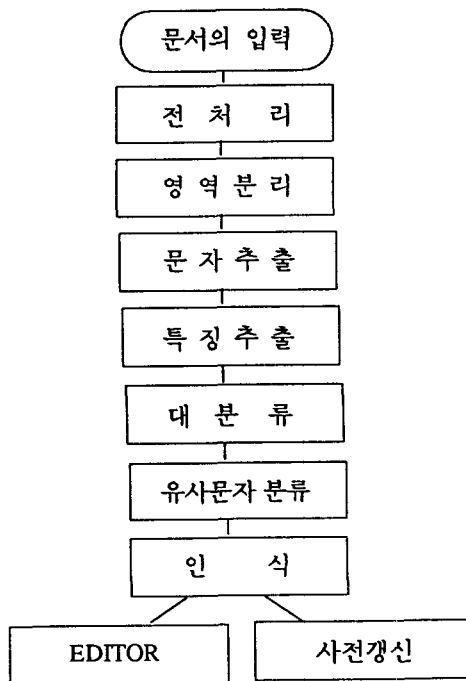 문서의 입력
전 처 리
영 역 분 리
문 자 추 출
특 징 추 출
대 분 류
유사문자 분류
인 식
EDITOR
사전갱신